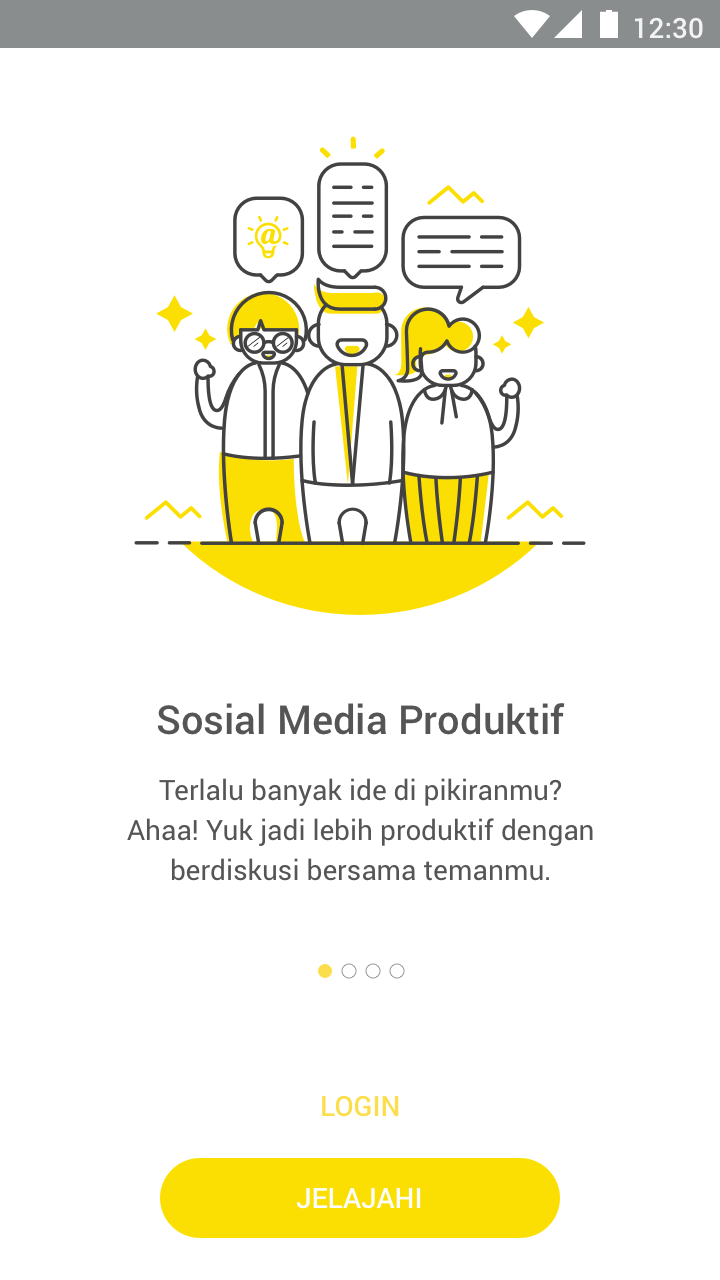 12:30
@
Sosial Media Produktif
Terlalu banyak ide di pikiranmu?
Ahaa! Yuk jadi lebih produktif dengan
berdiskusi bersama temanmu.
LOGIN
JELAJAHI